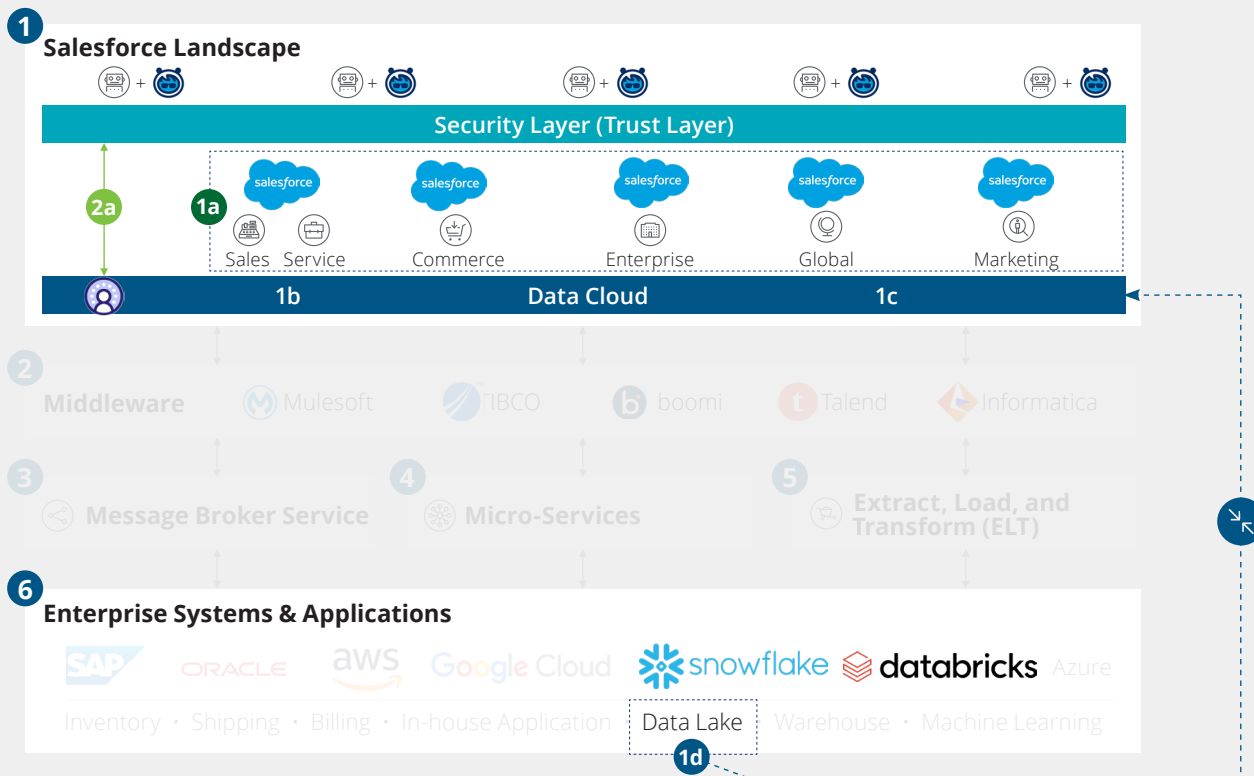 1
Salesforce Landscape
+ + + + +
Security Layer (Trust Layer)
2a
1a
salesforce salesforce salesforce salesforce salesforce
Sales Service Commerce Enterprise Global Marketing
1b Data Cloud 1c
2
Middleware Mulesoft TIBCO boomi Talend Informatica
3 4 5
Message Broker Service Micro-Services Extract, Load, and
Transform (ELT)
6
Enterprise Systems & Applications
SAP ORACLE aws Google Cloud snowflake databricks Azure
Inventory • Shipping • Billing • In-house Application Data Lake Warehouse • Machine Learning
1d